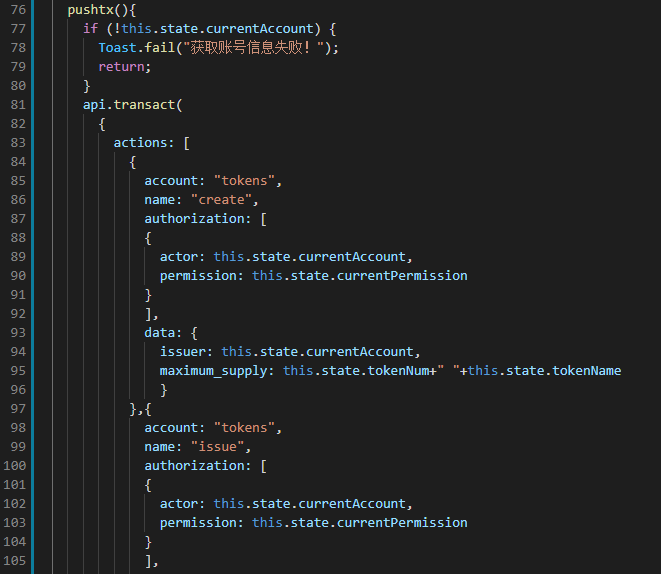 76 pushtx(){
77 if (!this.state.currentAccount) {
78 Toast.fail("获取账号信息失败！");
79 return;
80 }
81 api.transact(
82 {
83 actions: [
84 {
85 account: "tokens",
86 name: "create",
87 authorization: [
88 {
89 actor: this.state.currentAccount,
90 permission: this.state.currentPermission
91 }
92 ],
93 data: {
94 issuer: this.state.currentAccount,
95 maximum_supply: this.state.tokenNum+" "+this.state.tokenName
96 }
97 },{
98 account: "tokens",
99 name: "issue",
100 authorization: [
101 {
102 actor: this.state.currentAccount,
103 permission: this.state.currentPermission
104 }
105 ],